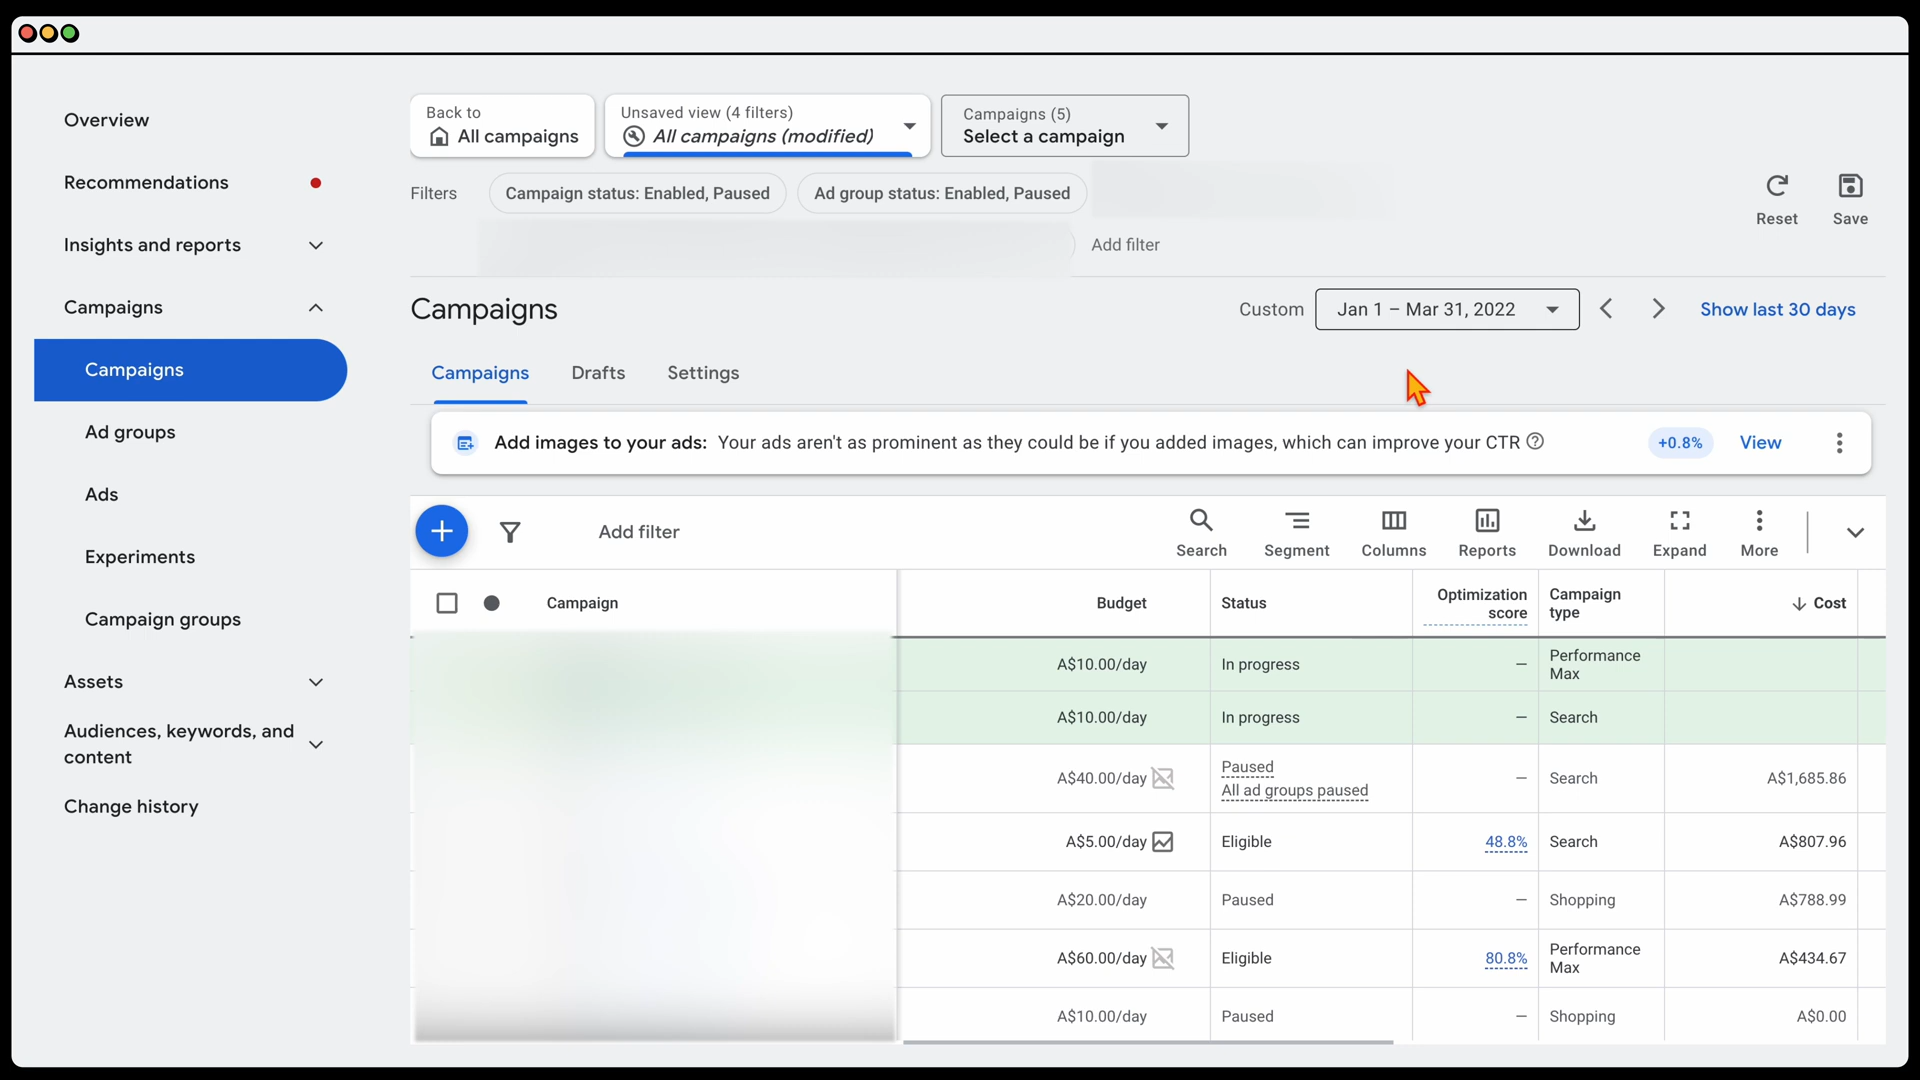 Overview
Recommendations
Insights and reports
Campaigns
Campaigns
Ad groups
Ads
Experiments
Campaign groups
Assets
Audiences, keywords, and
content
Change history
Back to
All campaigns
Unsaved view (4 filters)
All campaigns (modified)
Campaigns (5)
Select a campaign
Filters
Campaign status: Enabled, Paused
Ad group status: Enabled, Paused
Add filter
Reset
Save
Campaigns
Custom
Jan 1 – Mar 31, 2022
Show last 30 days
Campaigns
Drafts
Settings
Add images to your ads: Your ads aren't as prominent as they could be if you added images, which can improve your CTR
+0.8%
View
Add filter
Search
Segment
Columns
Reports
Download
Expand
More
Campaign
Budget
Status
Optimization
score
Campaign
type
Cost
A$10.00/day
In progress
—
Performance
Max
A$10.00/day
In progress
—
Search
A$40.00/day
Paused
All ad groups paused
—
Search
A$1,685.86
A$5.00/day
Eligible
48.8%
Search
A$807.96
A$20.00/day
Paused
—
Shopping
A$788.99
A$60.00/day
Eligible
80.8%
Performance
Max
A$434.67
A$10.00/day
Paused
—
Shopping
A$0.00